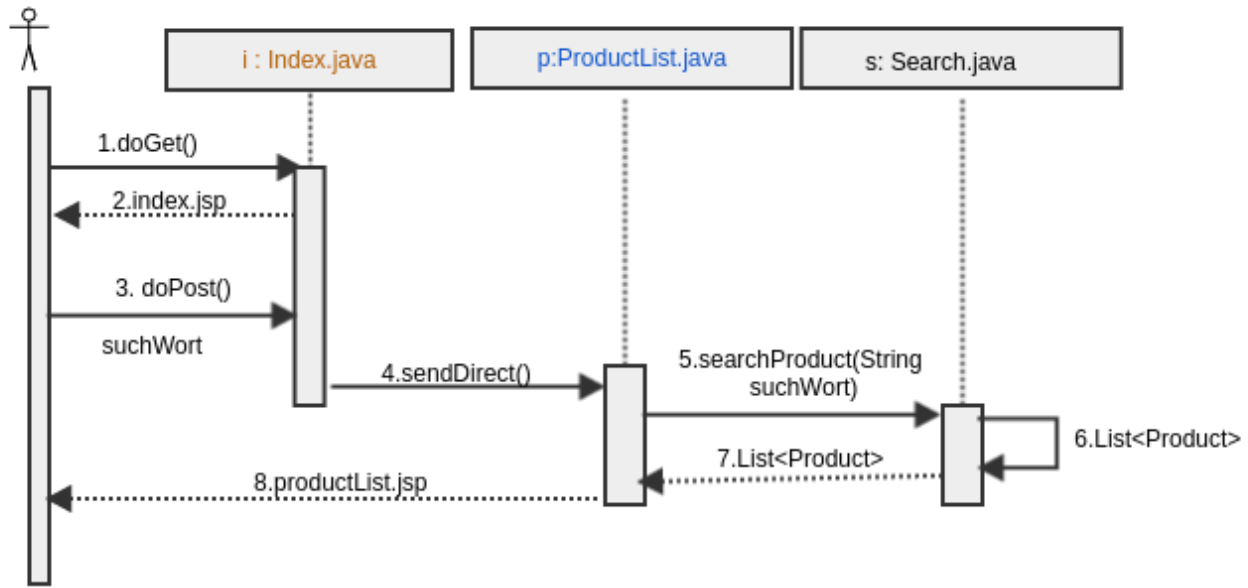 i : Index.java
p:ProductList.java
s: Search.java
1.doGet()
2.index.jsp
3. doPost()
suchWort
4.sendDirect()
5.searchProduct(String
suchWort)
6.List<Product>
7.List<Product>
8.productList.jsp